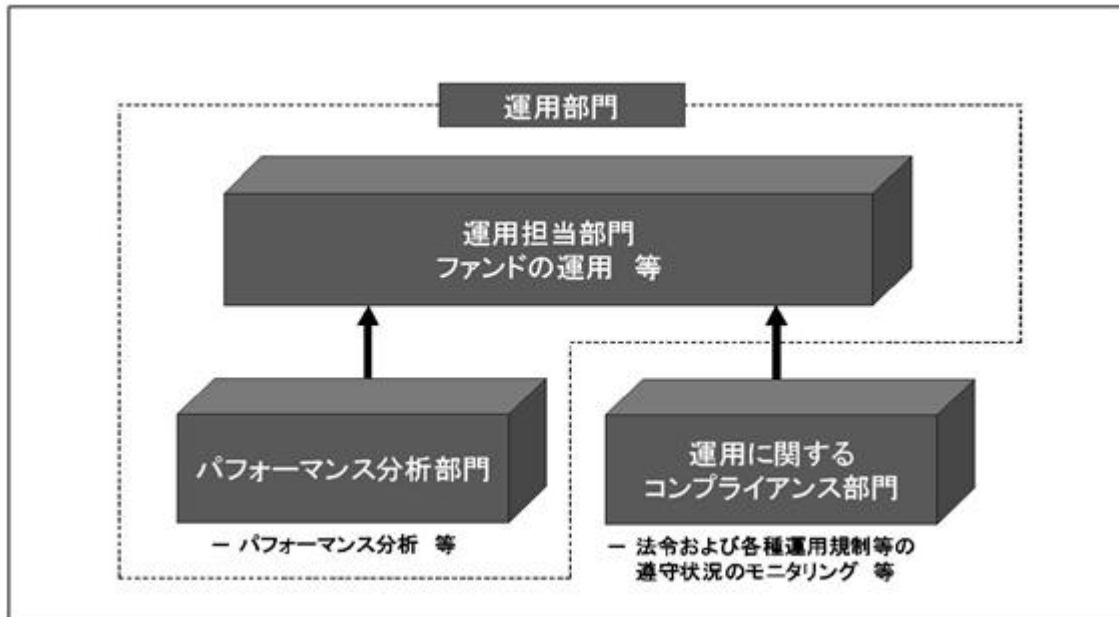 運用部門
運用担当部門
ファンドの運用　等
パフォーマンス分析部門
－ パフォーマンス分析　等
運用に関する
コンプライアンス部門
－ 法令および各種運用規制等の
遵守状況のモニタリング　等